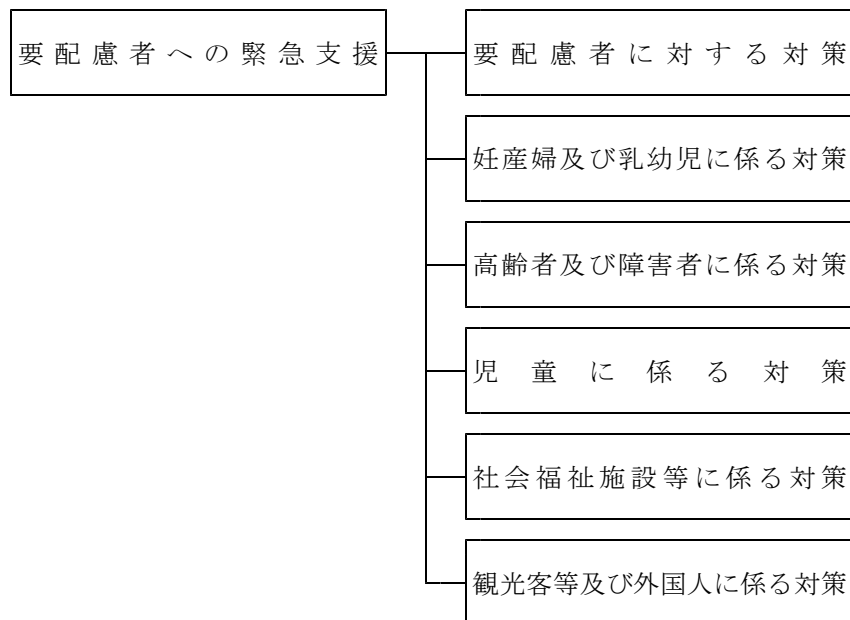 要配慮者への緊急支援
要配慮者に対する対策
妊産婦及び乳幼児に係る対策
高齢者及び障害者に係る対策
児童に係る対策
社会福祉施設等に係る対策
観光客等及び外国人に係る対策